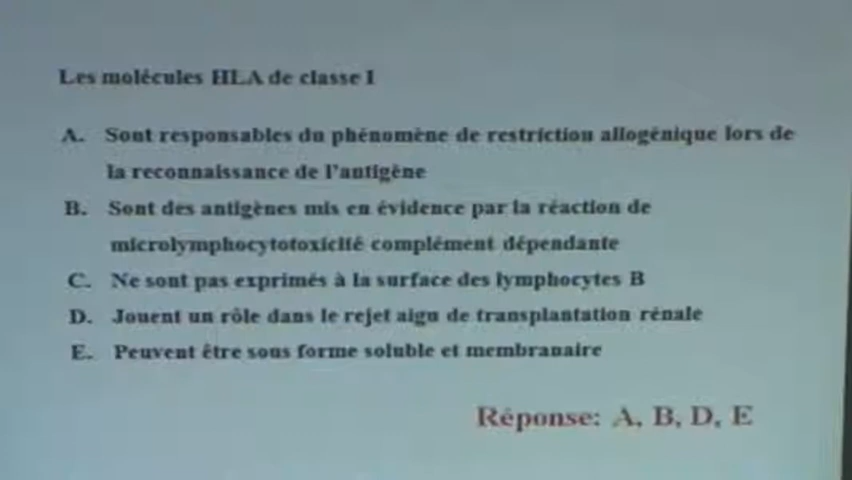 Les molécules HLA de classe I
A. Sont responsables du phénomène de restriction allogénique lors de
la reconnaissance de l'antigène
B. Sont des antigènes mis en évidence par la réaction de
microlymphocytotoxicité complément dépendante
C. Ne sont pas exprimés à la surface des lymphocytes B
D. Jouent un rôle dans le rejet aigu de transplantation rénale
E. Peuvent être sous forme soluble et membranaire
Réponse: A, B, D, E